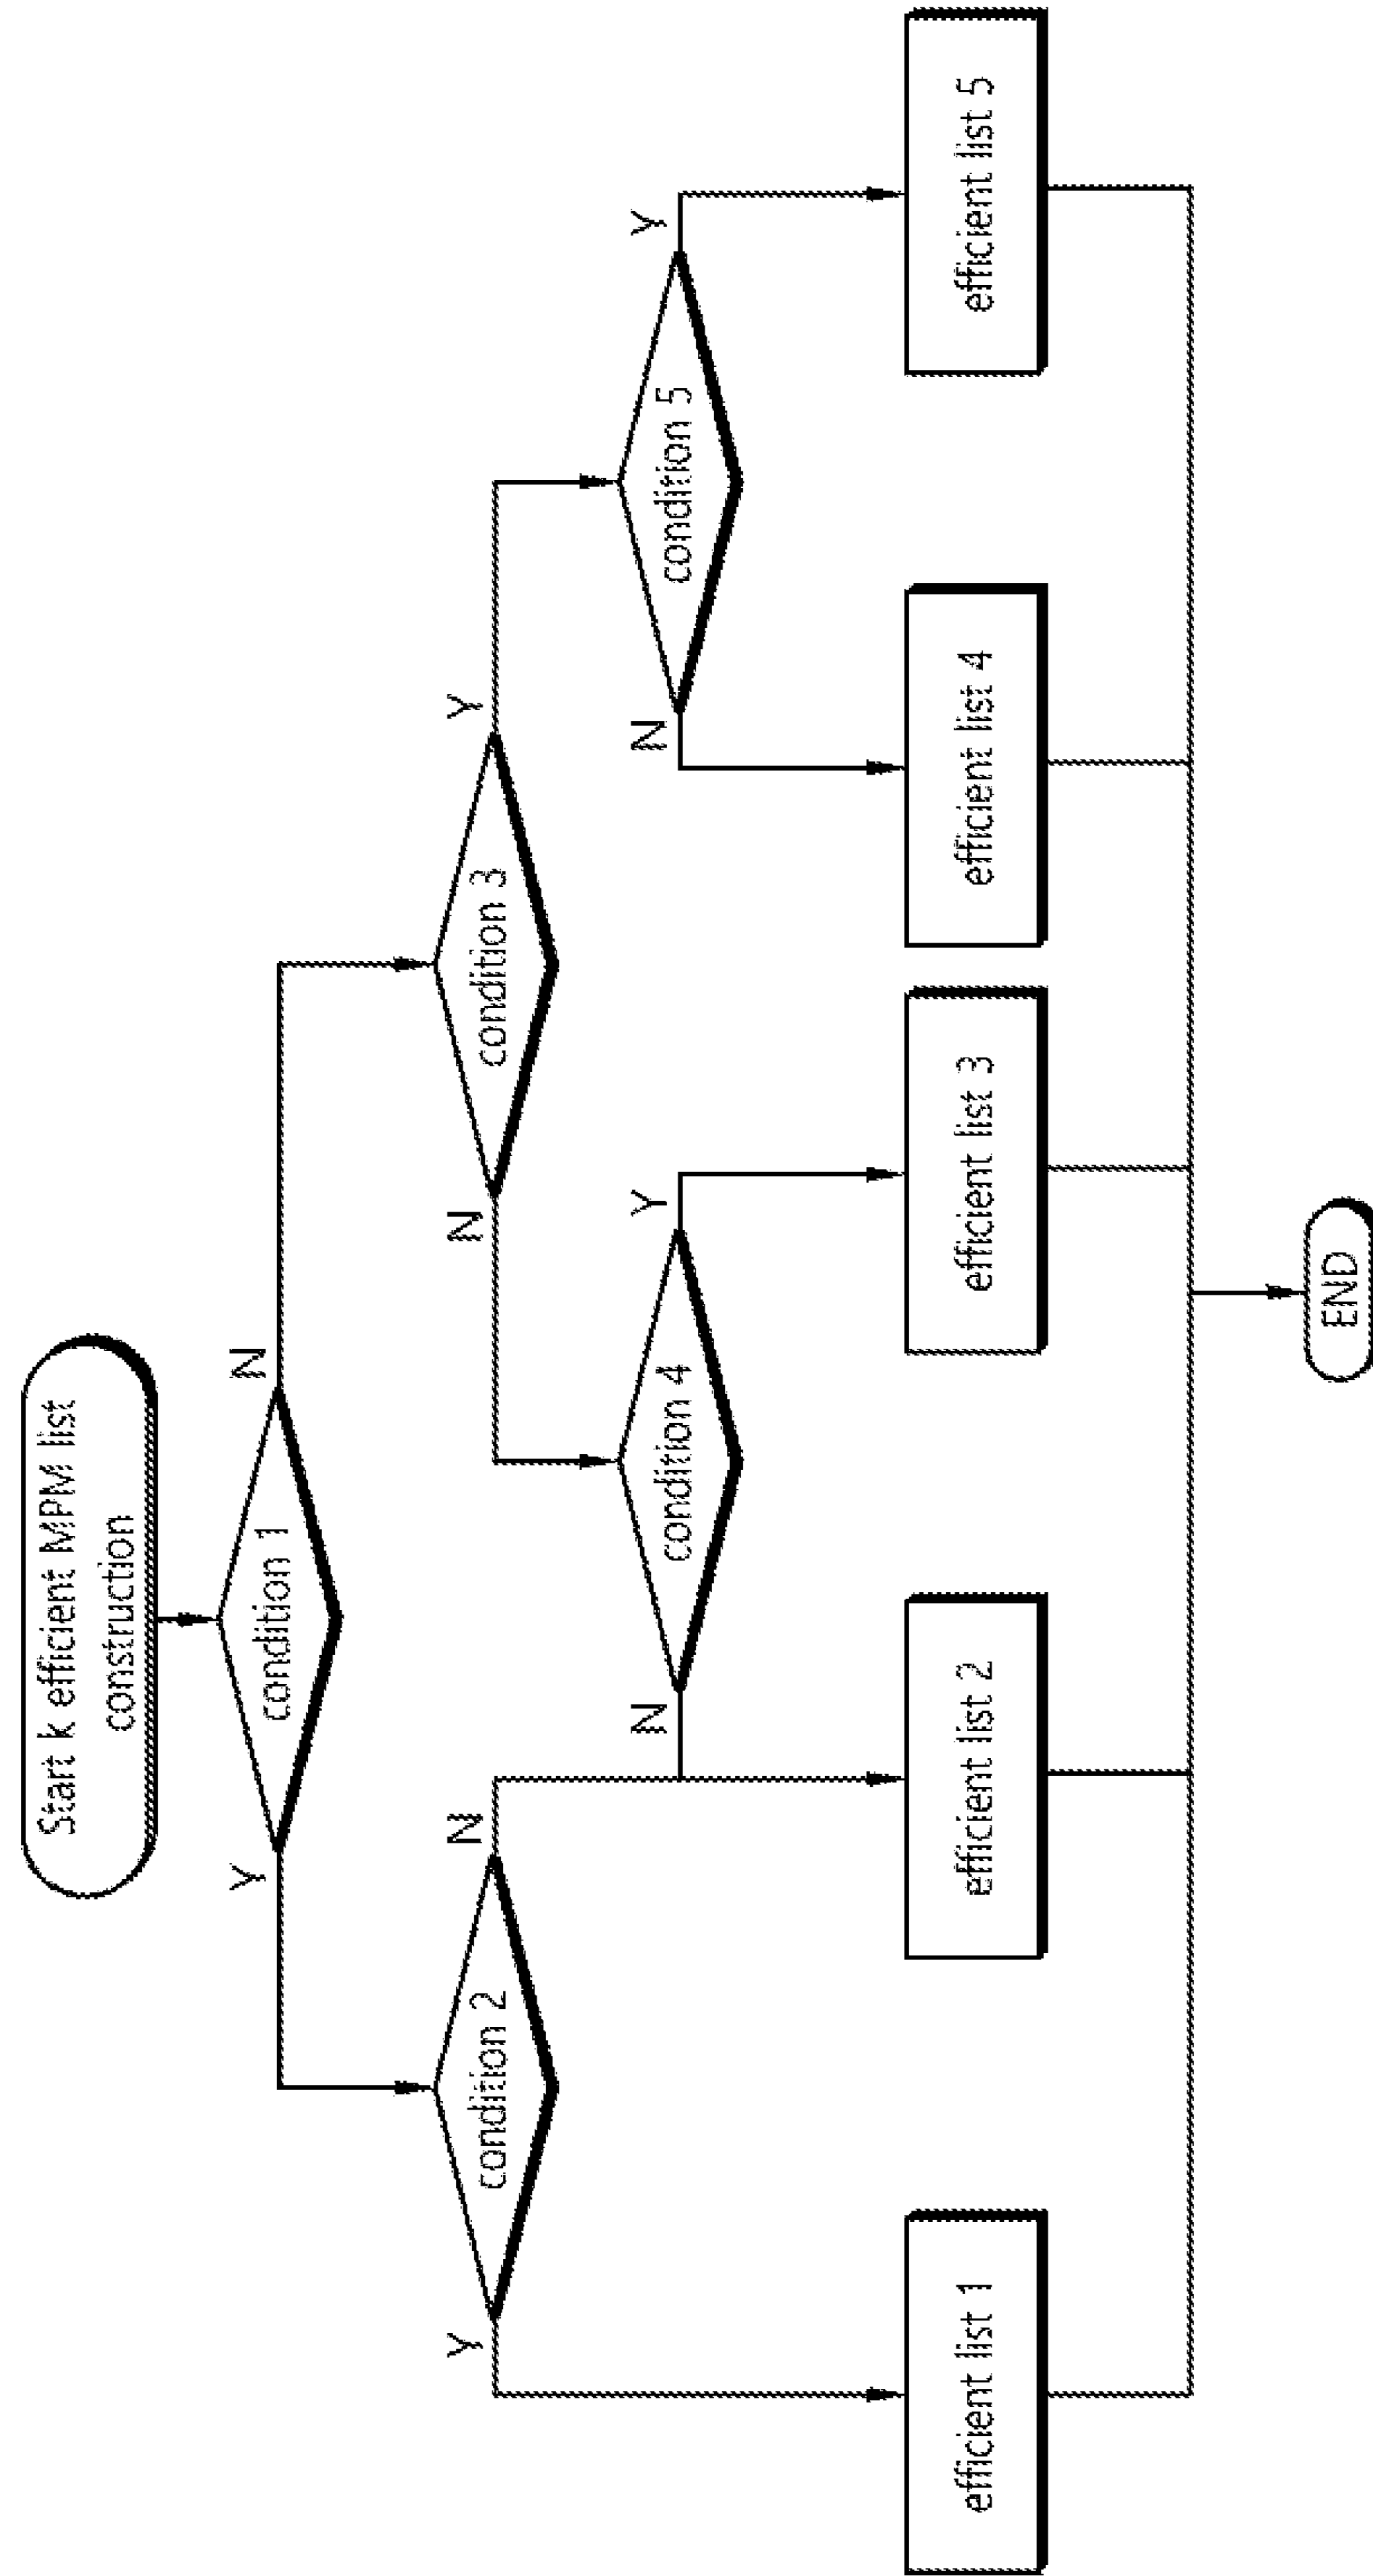 Start k efficient MPM list
construction
condition 1
Y
N
condition 2
condition 3
Y
N
N
Y
condition 4
condition 5
N
Y
N
Y
efficient list 1
efficient list 2
efficient list 3
efficient list 4
efficient list 5
END